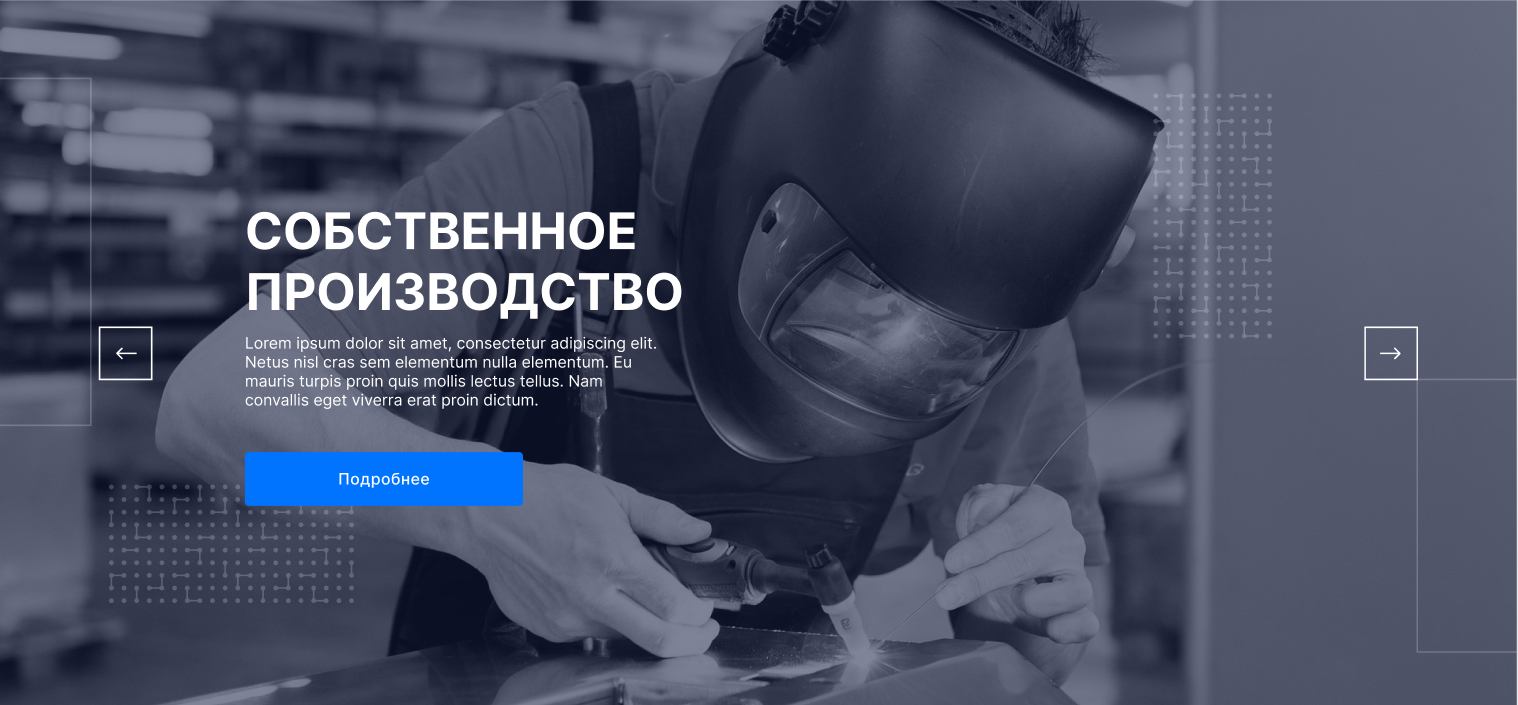 СОБСТВЕННОЕ
ПРОИЗВОДСТВО
Lorem ipsum dolor sit amet, consectetur adipiscing elit.
Netus nisl cras sem elementum nulla elementum. Eu
mauris turpis proin quis mollis lectus tellus. Nam
convallis eget viverra erat proin dictum.
Подробнее